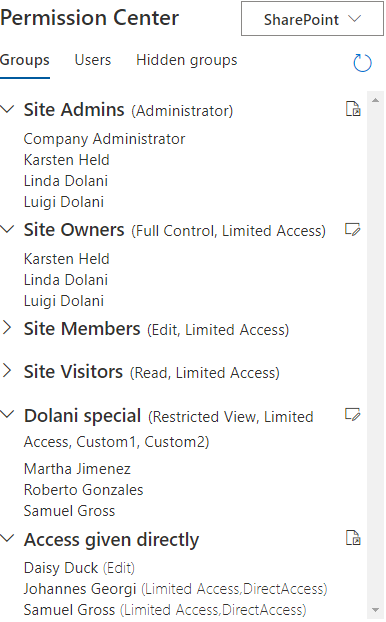 Permission Center
SharePoint
Groups Users Hidden groups
Site Admins (Administrator)
Company Administrator
Karsten Held
Linda Dolani
Luigi Dolani
Site Owners (Full Control, Limited Access)
Karsten Held
Linda Dolani
Luigi Dolani
Site Members (Edit, Limited Access)
Site Visitors (Read, Limited Access)
Dolani special (Restricted View, Limited
Access, Custom1, Custom2)
Martha Jimenez
Roberto Gonzales
Samuel Gross
Access given directly
Daisy Duck (Edit)
Johannes Georgi (Limited Access,DirectAccess)
Samuel Gross (Limited Access,DirectAccess)